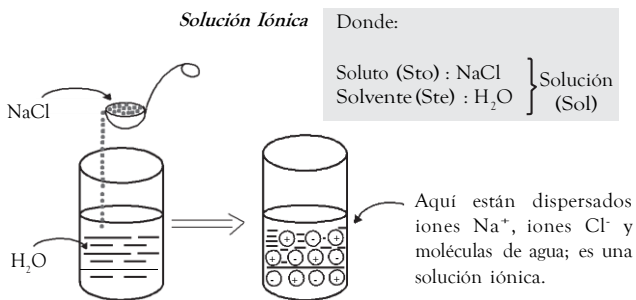 Solución Iónica
Donde:
Soluto (Sto) : NaCl
Solvente (Ste) : H₂O
Solución
(Sol)
NaCl
H₂O
Aquí están dispersados
iones Na⁺, iones Cl⁻ y
moléculas de agua; es una
solución iónica.